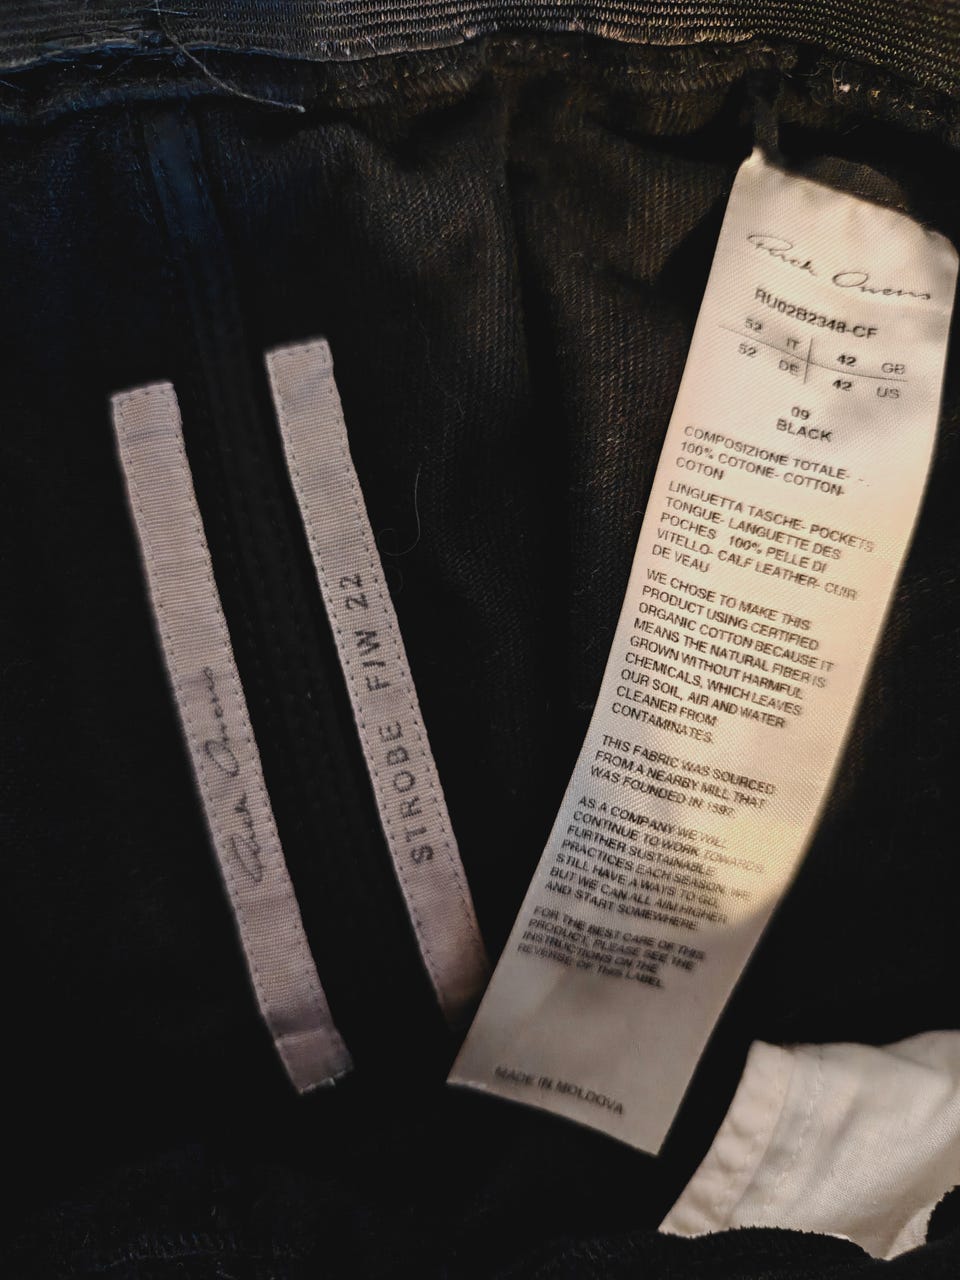 Rick Owens
STROBE F/W 22
Rick Owens
RU02B2348-CF
52 IT 42 GB
52 DE 42 US
09
BLACK
COMPOSIZIONE TOTALE-
100% COTONE- COTTON-
COTON
LINGUETTA TASCHE- POCKETS
TONGUE- LANGUETTE DES
POCHES 100% PELLE DI
VITELLO- CALF LEATHER- CUIR
DE VEAU
WE CHOSE TO MAKE THIS
PRODUCT USING CERTIFIED
ORGANIC COTTON BECAUSE IT
MEANS THE NATURAL FIBER IS
GROWN WITHOUT HARMFUL
CHEMICALS, WHICH LEAVES
OUR SOIL, AIR AND WATER
CLEANER FROM
CONTAMINATES.
THIS FABRIC WAS SOURCED
FROM A NEARBY MILL THAT
WAS FOUNDED IN
AS A COMPANY WE WILL
CONTINUE TO WORK TOWARDS
FURTHER SUSTAINABLE
PRACTICES EACH SEASON. WE
STILL HAVE A WAYS TO GO,
BUT WE CAN ALL AIM HIGHER
AND START SOMEWHERE.
FOR THE BEST CARE OF THIS
PRODUCT, PLEASE SEE THE
INSTRUCTIONS ON THE
REVERSE OF THIS LABEL
MADE IN MOLDOVA